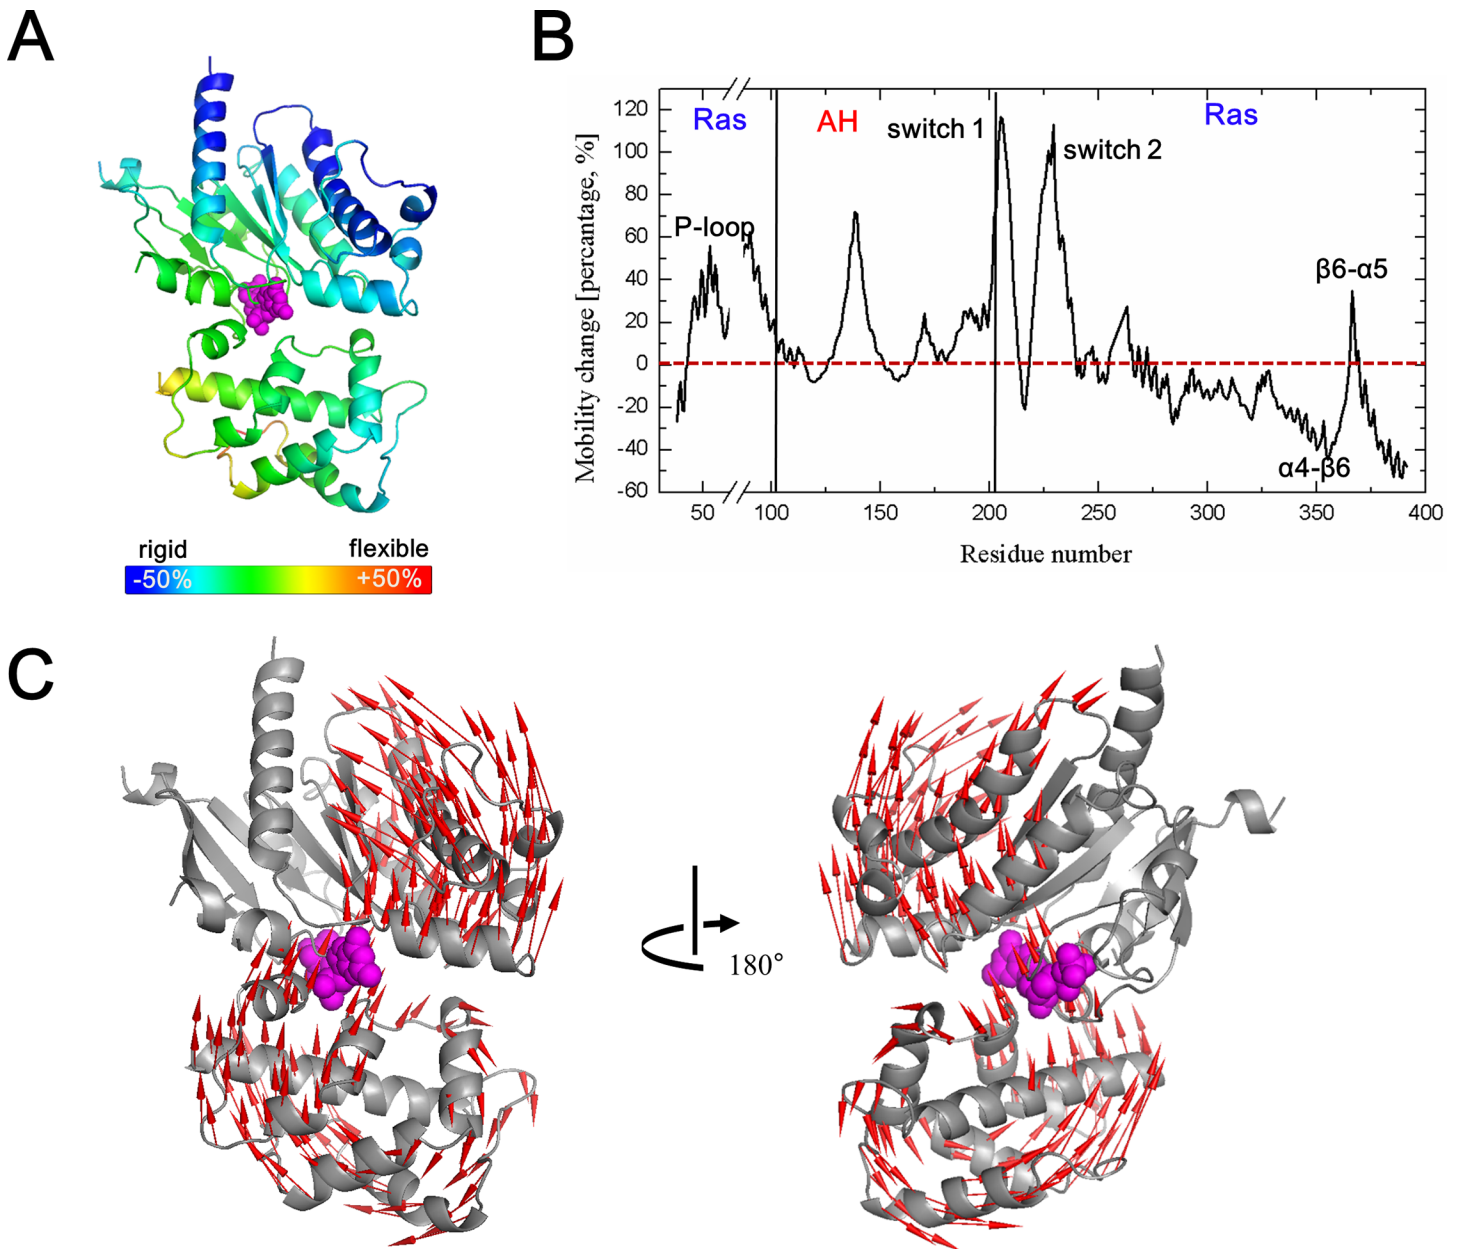 A
rigid
flexible
-50%
+50%
B
Mobility change [percantage, %]
120
100
80
60
40
20
0
-20
-40
-60
Ras
AH
switch 1
switch 2
Ras
P-loop
β6-α5
α4-β6
50
100
150
200
250
300
350
400
Residue number
C
180°